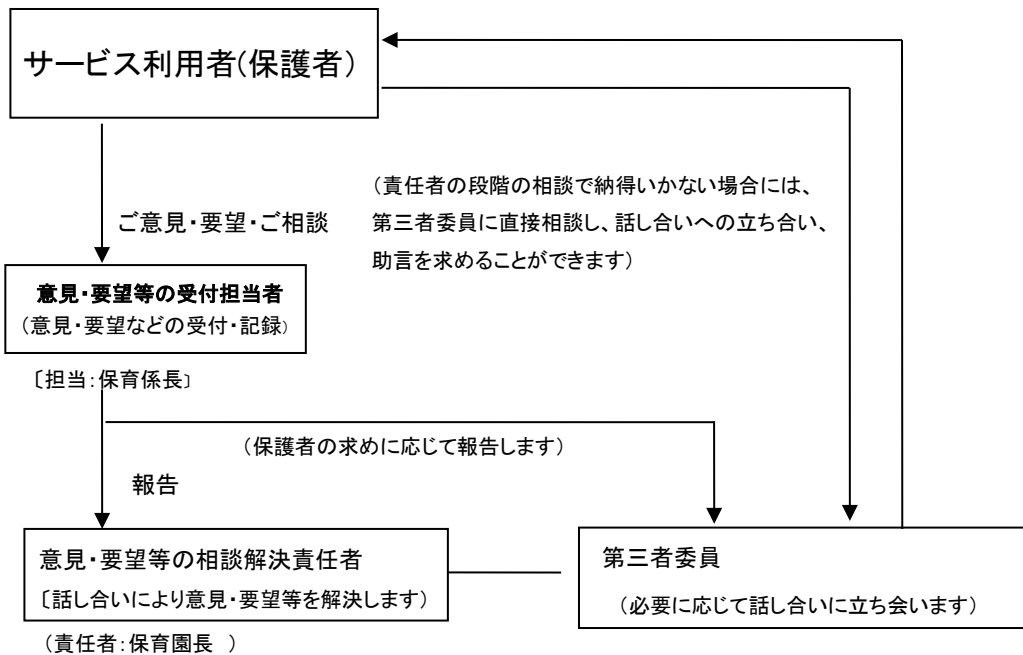 サービス利用者(保護者)
(責任者の段階の相談で納得いかない場合には、
第三者委員に直接相談し、話し合いへの立ち合い、
助言を求めることができます)
ご意見・要望・ご相談
意見・要望等の受付担当者
(意見・要望などの受付・記録)
〔担当:保育係長〕
(保護者の求めに応じて報告します)
報告
意見・要望等の相談解決責任者
〔話し合いにより意見・要望等を解決します)
(責任者:保育園長 )
第三者委員
(必要に応じて話し合いに立ち会います)